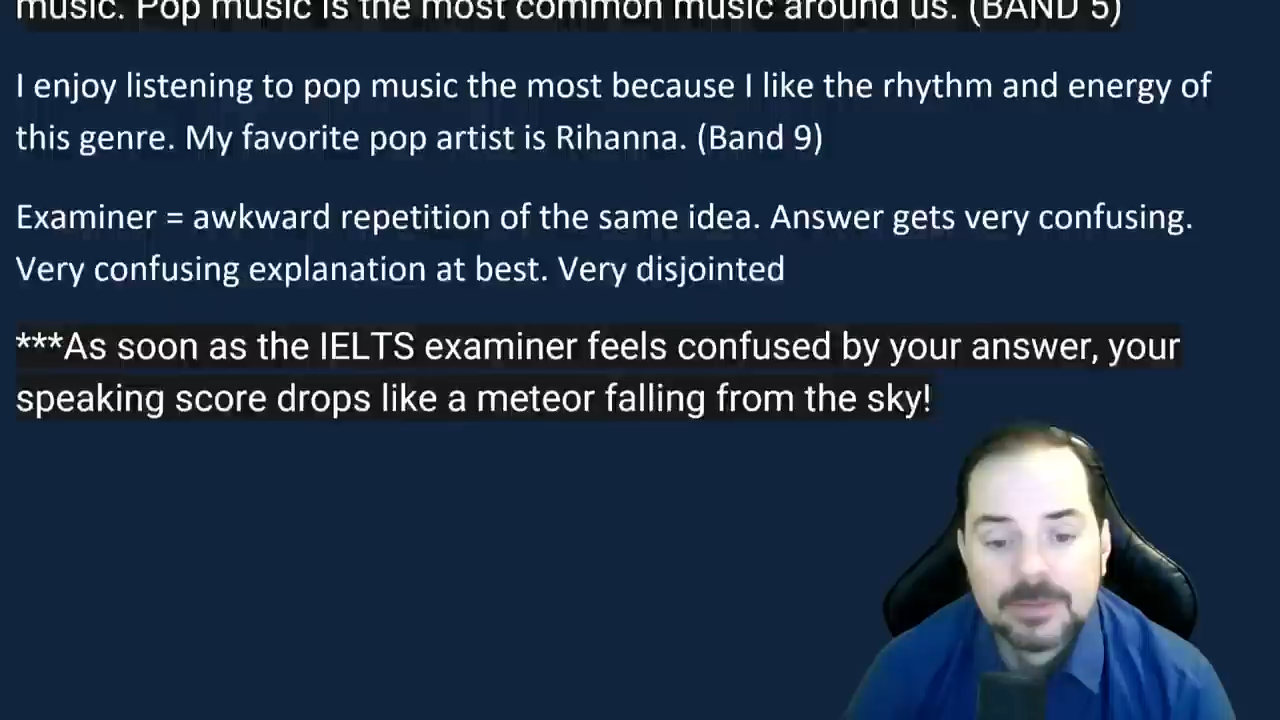 music. Pop music is the most common music around us. (BAND 5)
I enjoy listening to pop music the most because I like the rhythm and energy of
this genre. My favorite pop artist is Rihanna. (Band 9)
Examiner = awkward repetition of the same idea. Answer gets very confusing.
Very confusing explanation at best. Very disjointed
***As soon as the IELTS examiner feels confused by your answer, your
speaking score drops like a meteor falling from the sky!